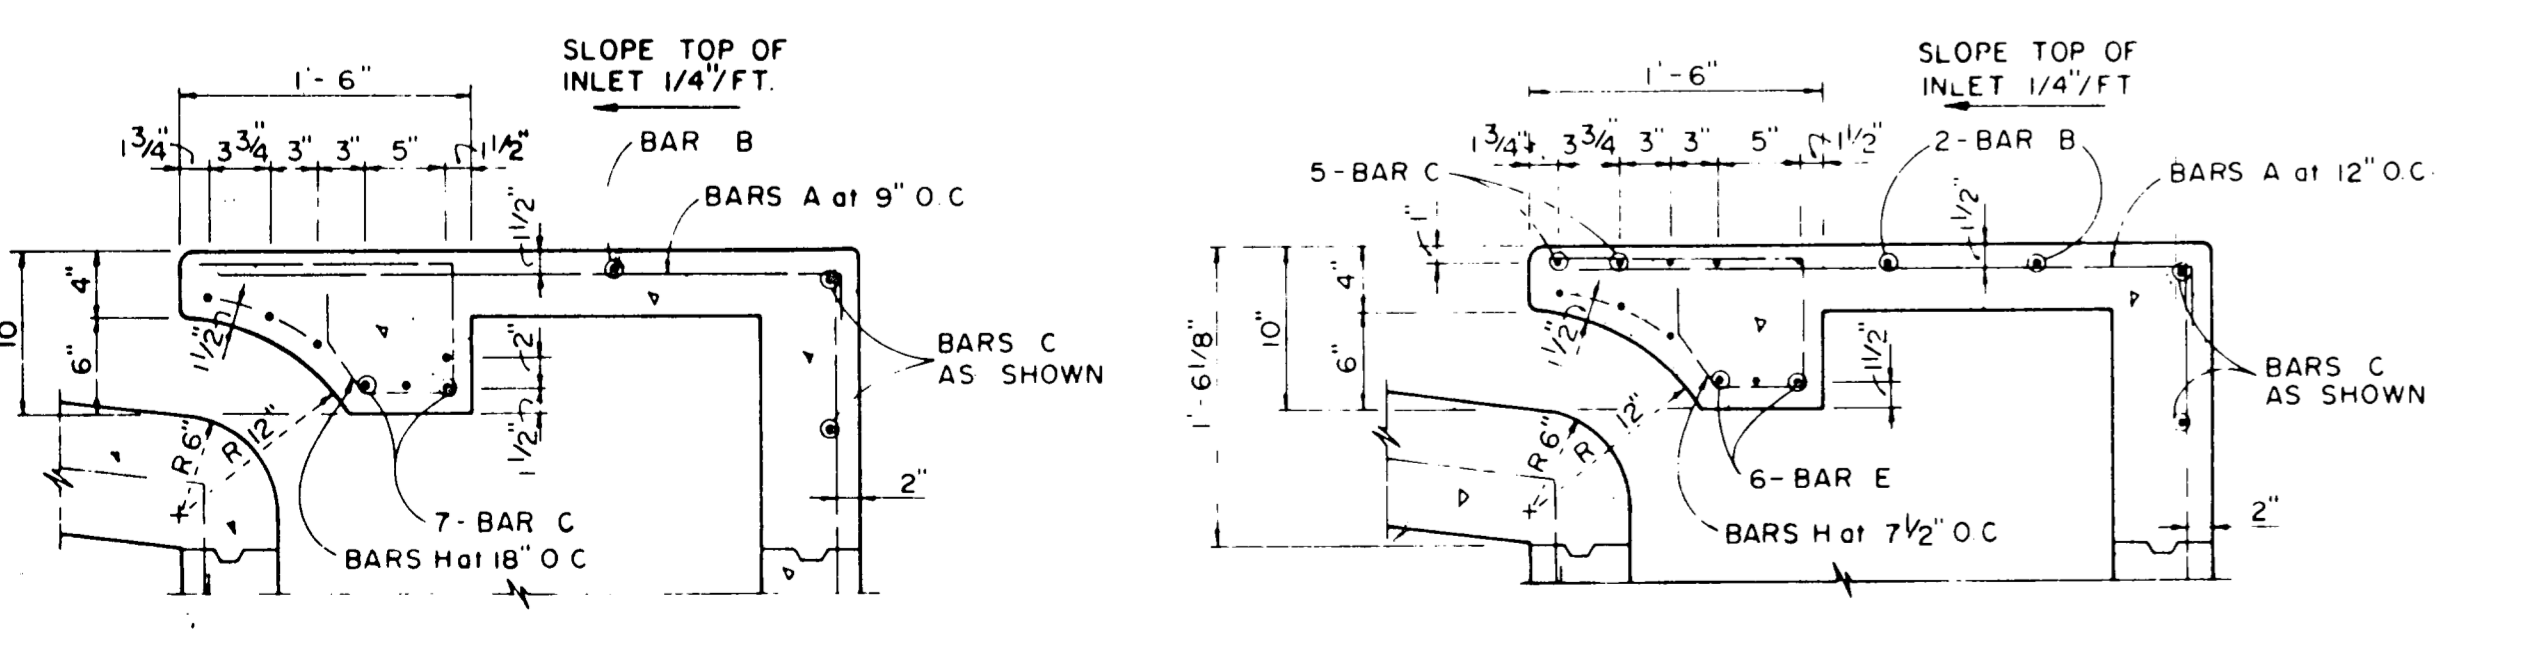 SLOPE TOP OF
INLET 1/4"/FT.
1'-6"
1 3/4" 3 3/4" 3" 3" 5" 1 1/2"
BAR B
BARS A at 9" O.C
1 1/2"
4"
10
6"
1 1/2"
2"
1 1/2"
BARS C
AS SHOWN
R 6"
R 12"
2"
7-BAR C
BARS H at 18" O C
SLOPE TOP OF
INLET 1/4"/FT
1'-6"
1 3/4" 3 3/4" 3" 3" 5" 1 1/2"
2-BAR B
5-BAR C
BARS A at 12" O.C.
1"
1 1/2"
4"
10"
6"
1'-6 1/8"
1 1/2"
1 1/2"
BARS C
AS SHOWN
R 6"
R 12"
6-BAR E
2"
BARS H at 7 1/2" O.C